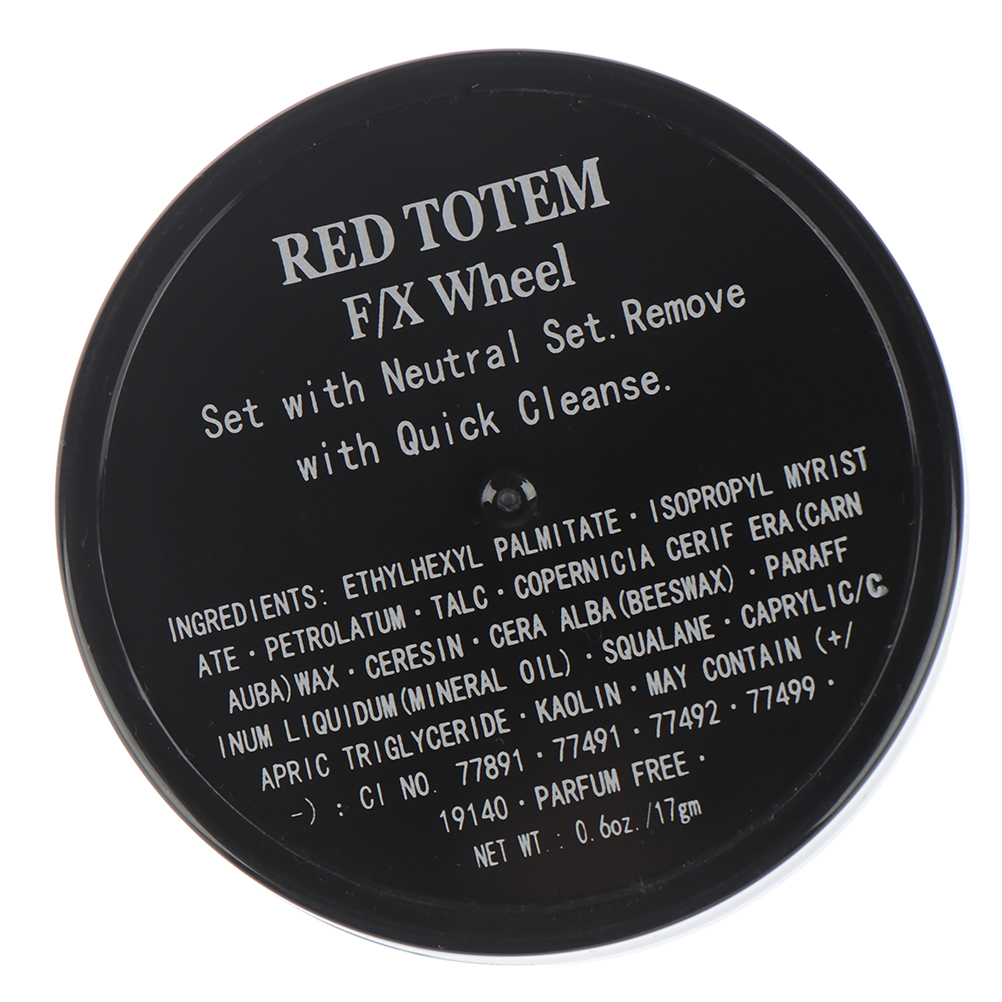 RED TOTEM
F/X Wheel
Set with Neutral Set. Remove
with Quick Cleanse.
INGREDIENTS: ETHYLHEXYL PALMITATE · ISOPROPYL MYRIST
ATE · PETROLATUM · TALC · COPERNICIA CERIF ERA(CARN
AUBA)WAX · CERESIN · CERA ALBA(BEESWAX) · PARAFF
INUM LIQUIDUM(MINERAL OIL) · SQUALANE · CAPRYLIC/C
APRIC TRIGLYCERIDE · KAOLIN · MAY CONTAIN (+/
-) : CI NO. 77891 · 77491 · 77492 · 77499 ·
19140 · PARFUM FREE ·
NET WT.: 0.6oz./17gm